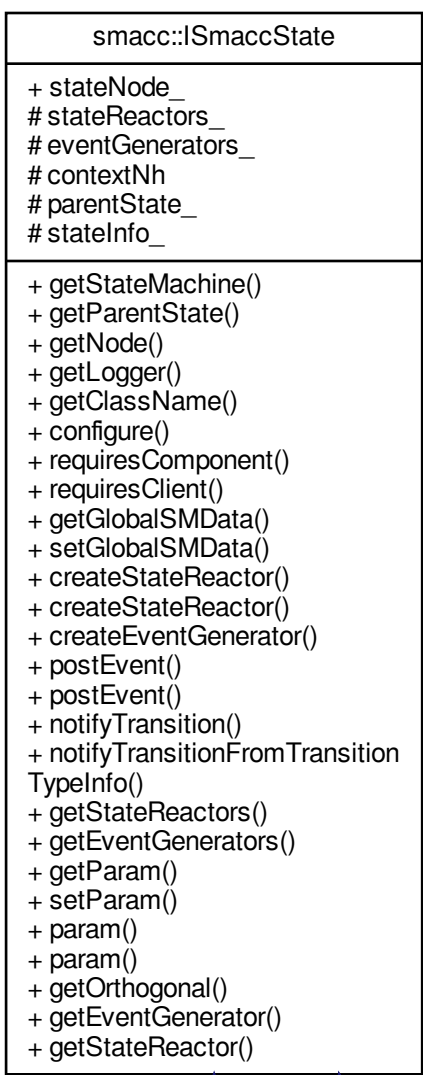 smacc::ISmaccState
+ stateNode_
# stateReactors_
# eventGenerators_
# contextNh
# parentState_
# stateInfo_
+ getStateMachine()
+ getParentState()
+ getNode()
+ getLogger()
+ getClassName()
+ configure()
+ requiresComponent()
+ requiresClient()
+ getGlobalSMData()
+ setGlobalSMData()
+ createStateReactor()
+ createStateReactor()
+ createEventGenerator()
+ postEvent()
+ postEvent()
+ notifyTransition()
+ notifyTransitionFromTransition
TypeInfo()
+ getStateReactors()
+ getEventGenerators()
+ getParam()
+ setParam()
+ param()
+ param()
+ getOrthogonal()
+ getEventGenerator()
+ getStateReactor()